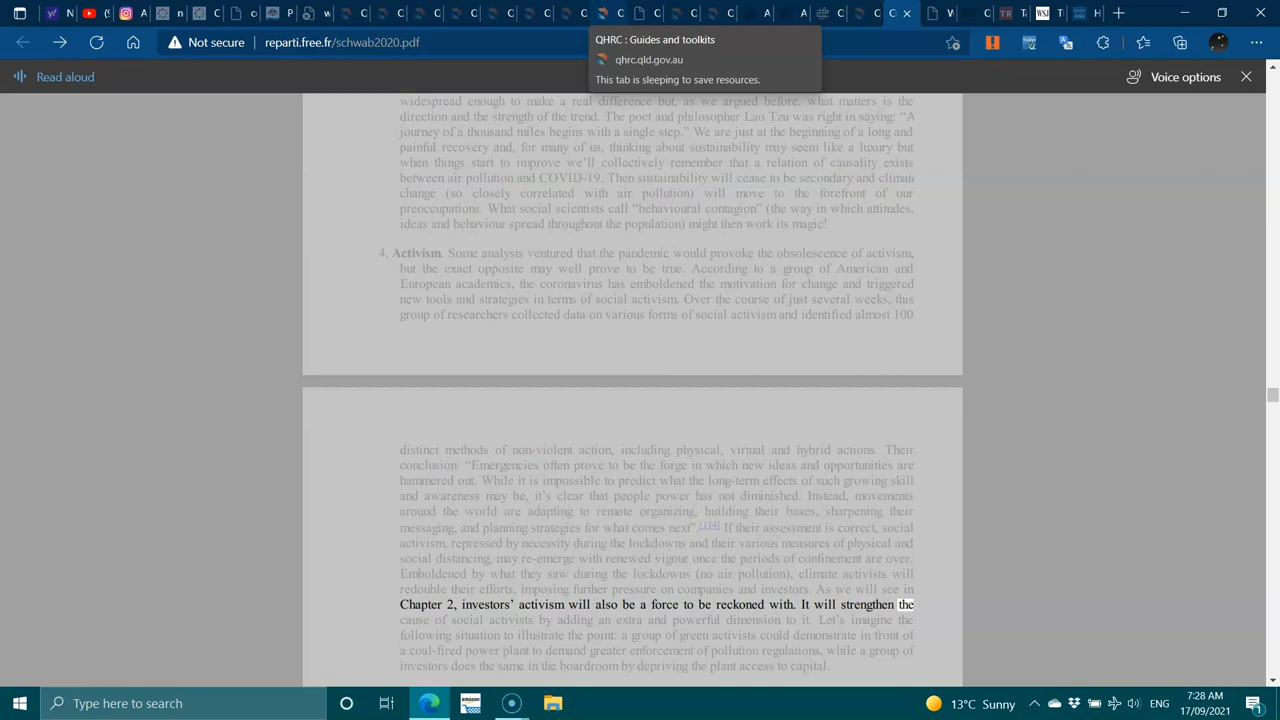 N
A
n
C
C
P
w
C
C
C
C
C
C
C
C
C
C
C
A
A
C
C
C
W
C
TR
T
WSJ
T
H
Not secure
reparti.free.fr/schwab2020.pdf
QHRC : Guides and toolkits
qhrc.qld.gov.au
This tab is sleeping to save resources.
Read aloud
Voice options
widespread enough to make a real difference but, as we argued before, what matters is the
direction and the strength of the trend. The poet and philosopher Lao Tzu was right in saying: “A
journey of a thousand miles begins with a single step.” We are just at the beginning of a long and
painful recovery and, for many of us, thinking about sustainability may seem like a luxury but
when things start to improve we’ll collectively remember that a relation of causality exists
between air pollution and COVID-19. Then sustainability will cease to be secondary and climate
change (so closely correlated with air pollution) will move to the forefront of our
preoccupations. What social scientists call “behavioural contagion” (the way in which attitudes,
ideas and behaviour spread throughout the population) might then work its magic!
4. Activism. Some analysts ventured that the pandemic would provoke the obsolescence of activism,
but the exact opposite may well prove to be true. According to a group of American and
European academics, the coronavirus has emboldened the motivation for change and triggered
new tools and strategies in terms of social activism. Over the course of just several weeks, this
group of researchers collected data on various forms of social activism and identified almost 100
distinct methods of non-violent action, including physical, virtual and hybrid actions. Their
conclusion: “Emergencies often prove to be the forge in which new ideas and opportunities are
hammered out. While it is impossible to predict what the long-term effects of such growing skill
and awareness may be, it’s clear that people power has not diminished. Instead, movements
around the world are adapting to remote organizing, building their bases, sharpening their
messaging, and planning strategies for what comes next”.[114] If their assessment is correct, social
activism, repressed by necessity during the lockdowns and their various measures of physical and
social distancing, may re-emerge with renewed vigour once the periods of confinement are over.
Emboldened by what they saw during the lockdowns (no air pollution), climate activists will
redouble their efforts, imposing further pressure on companies and investors. As we will see in
Chapter 2, investors’ activism will also be a force to be reckoned with. It will strengthen the
cause of social activists by adding an extra and powerful dimension to it. Let’s imagine the
following situation to illustrate the point: a group of green activists could demonstrate in front of
a coal-fired power plant to demand greater enforcement of pollution regulations, while a group of
investors does the same in the boardroom by depriving the plant access to capital.
Type here to search
amazon
13°C Sunny
ENG
7:28 AM
17/09/2021
1